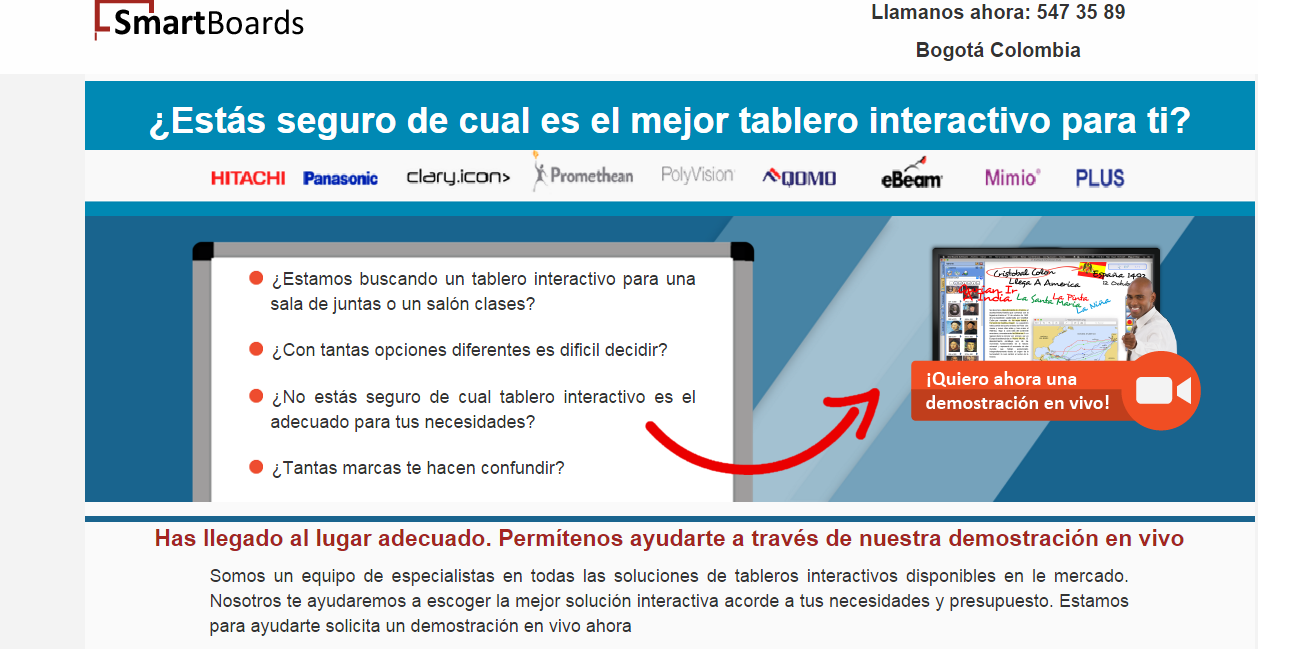 SmartBoards
Llamanos ahora: 547 35 89
Bogotá Colombia
¿Estás seguro de cual es el mejor tablero interactivo para ti?
HITACHI Panasonic clary.icon> Promethean PolyVision QOMO eBeam Mimio® PLUS
¿Estamos buscando un tablero interactivo para una
sala de juntas o un salón clases?
¿Con tantas opciones diferentes es dificil decidir?
¿No estás seguro de cual tablero interactivo es el
adecuado para tus necesidades?
¿Tantas marcas te hacen confundir?
Cristobal Colon
España 1492
Llega A America
12 Octub
India
La Santa Maria
La Pinta
La Niña
¡Quiero ahora una
demostración en vivo!
Has llegado al lugar adecuado. Permítenos ayudarte a través de nuestra demostración en vivo
Somos un equipo de especialistas en todas las soluciones de tableros interactivos disponibles en le mercado.
Nosotros te ayudaremos a escoger la mejor solución interactiva acorde a tus necesidades y presupuesto. Estamos
para ayudarte solicita un demostración en vivo ahora